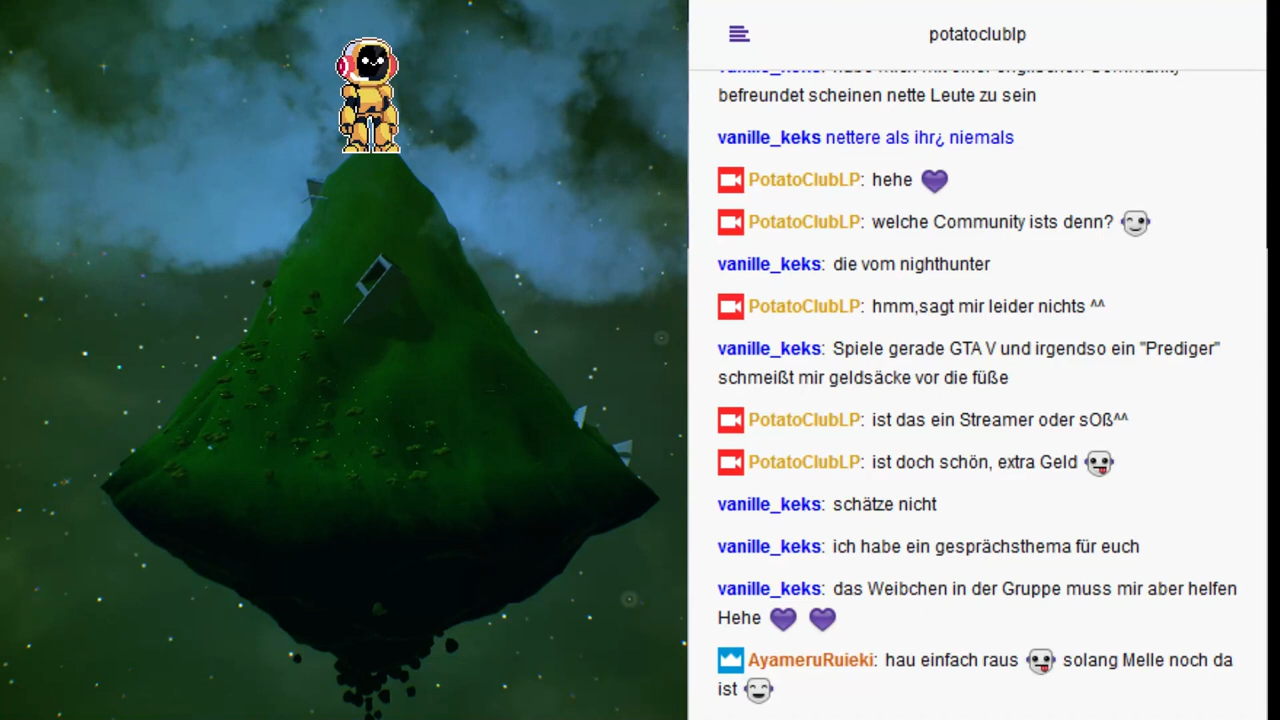 potatoclublp
befreundet scheinen nette Leute zu sein
vanille_keks nettere als ihr¿ niemals
PotatoClubLP: hehe
PotatoClubLP: welche Community ists denn?
vanille_keks: die vom nighthunter
PotatoClubLP: hmm,sagt mir leider nichts ^^
vanille_keks: Spiele gerade GTA V und irgendso ein "Prediger"
schmeißt mir geldsäcke vor die füße
PotatoClubLP: ist das ein Streamer oder sOß^^
PotatoClubLP: ist doch schön, extra Geld
vanille_keks: schätze nicht
vanille_keks: ich habe ein gesprächsthema für euch
vanille_keks: das Weibchen in der Gruppe muss mir aber helfen
Hehe
AyameruRuieki: hau einfach raus solang Melle noch da
ist